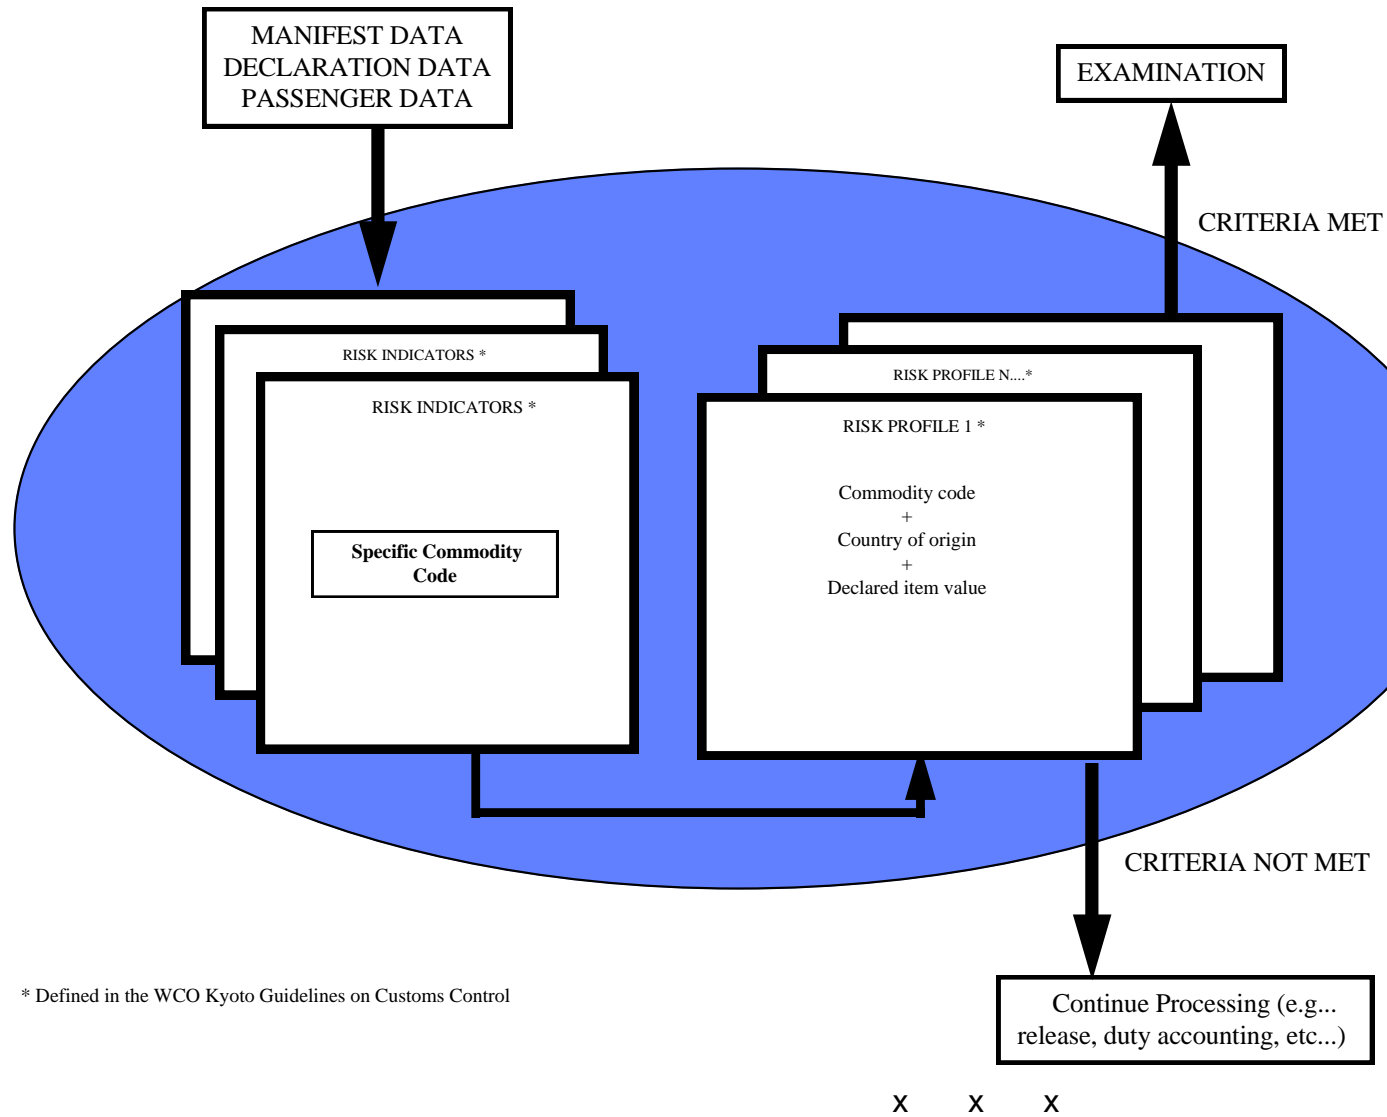 MANIFEST DATA
DECLARATION DATA
PASSENGER DATA
EXAMINATION
CRITERIA MET
RISK INDICATORS *
RISK INDICATORS *
Specific Commodity
Code
RISK PROFILE N....*
RISK PROFILE 1 *
Commodity code
+
Country of origin
+
Declared item value
CRITERIA NOT MET
* Defined in the WCO Kyoto Guidelines on Customs Control
Continue Processing (e.g...
release, duty accounting, etc...)
x x x